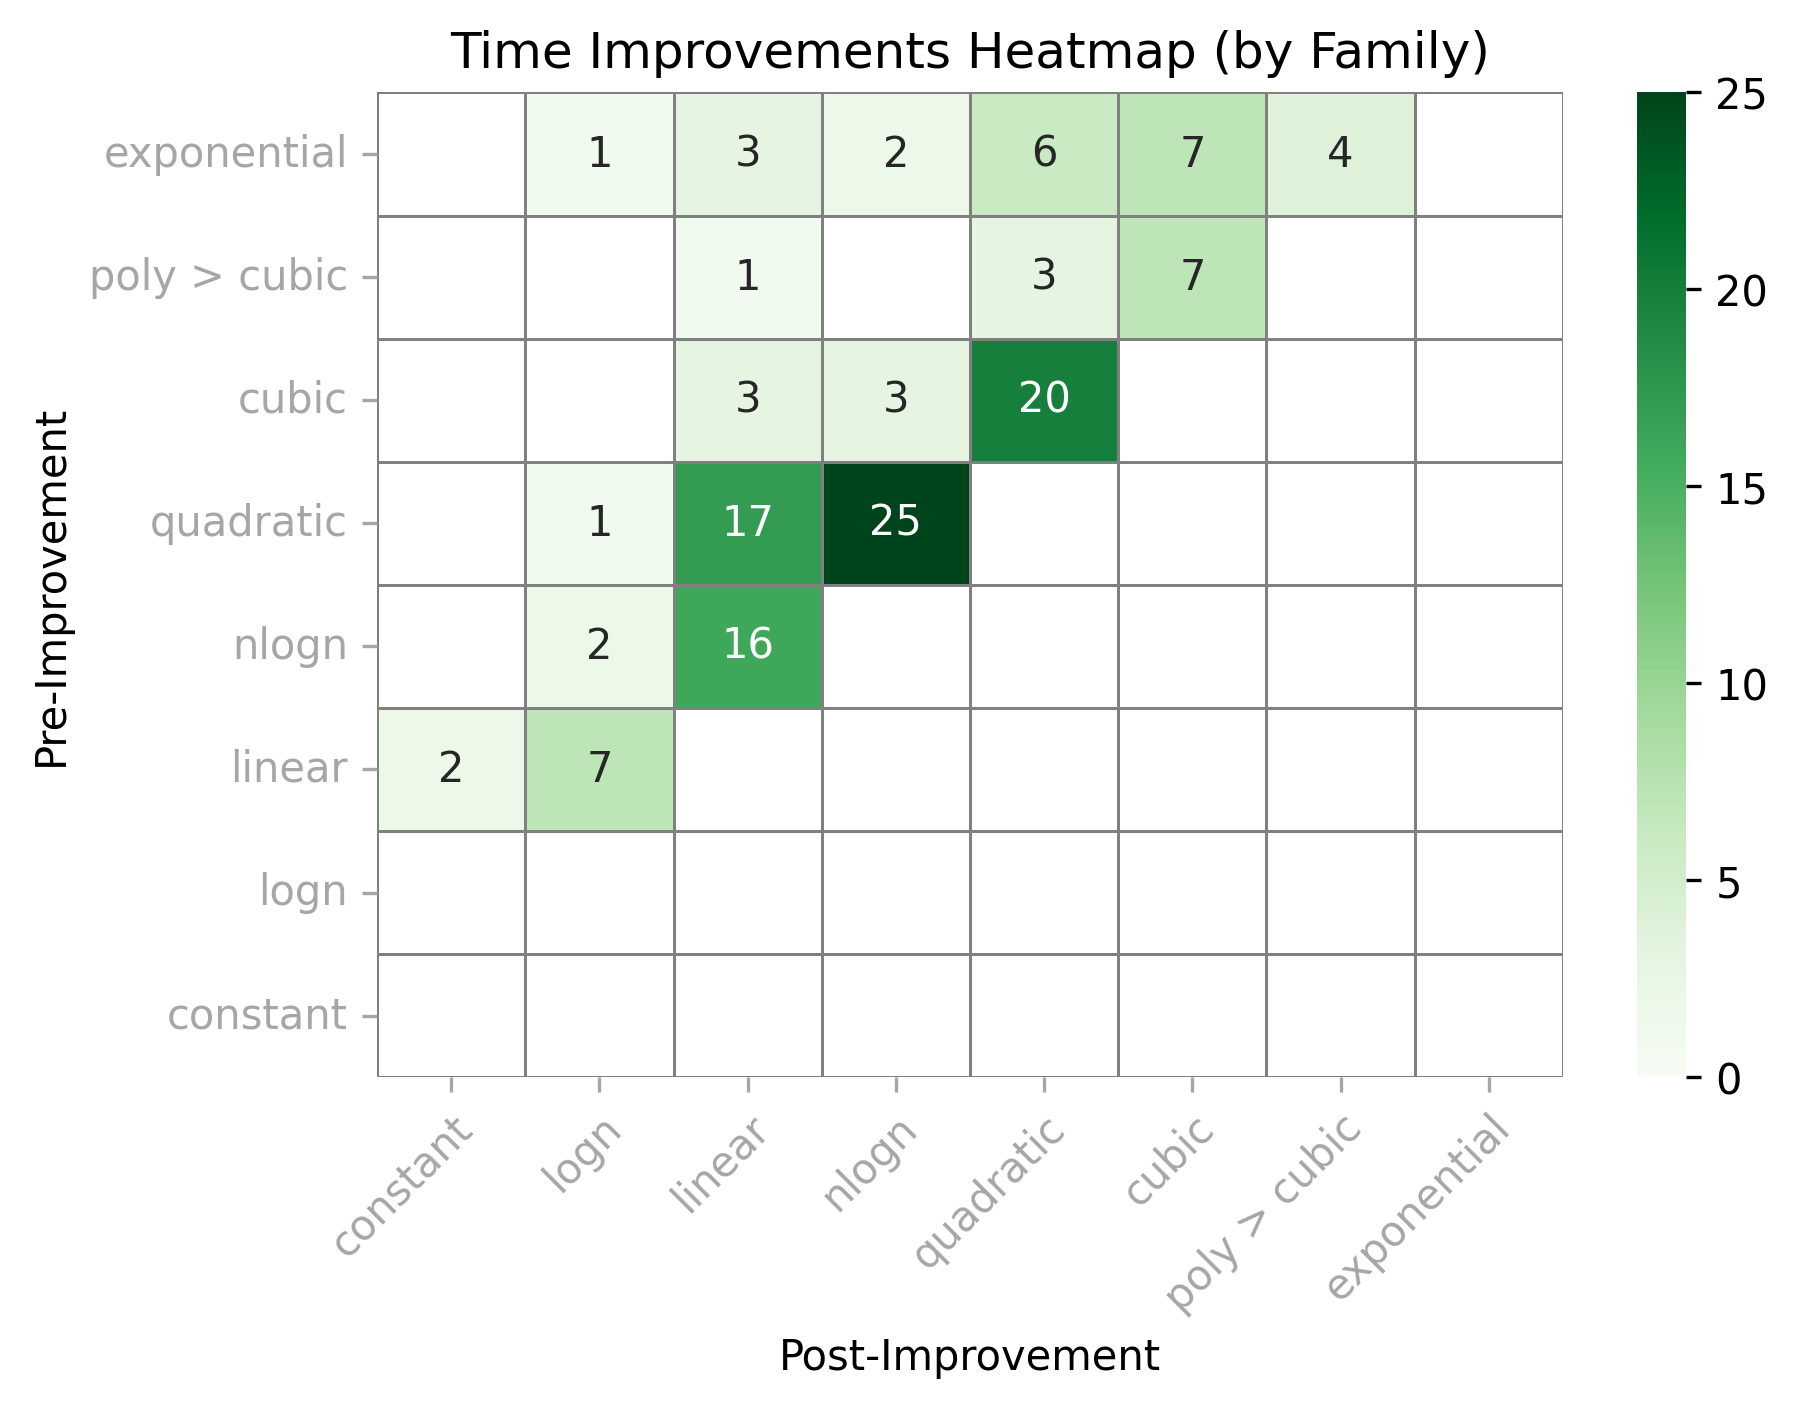 Time Improvements Heatmap (by Family)
exponential 1 3 2 6 7 4
poly > cubic 1 3 7
cubic 3 3 20
quadratic 1 17 25
nlogn 2 16
linear 2 7
logn
constant
Pre-Improvement
constant logn linear nlogn quadratic cubic poly > cubic exponential
Post-Improvement
25
20
15
10
5
0